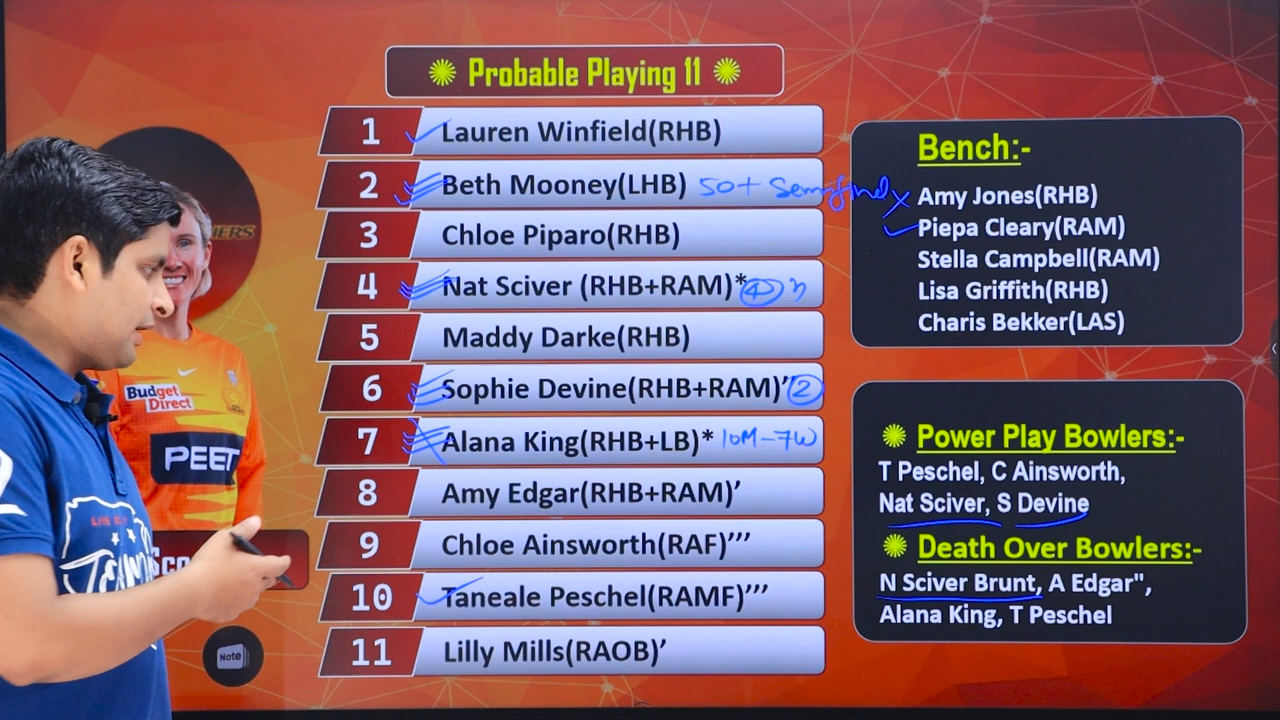 Probable Playing 11
1 Lauren Winfield(RHB)
2 Beth Mooney(LHB) 50+
3 Chloe Piparo(RHB)
4 Nat Sciver (RHB+RAM)*
5 Maddy Darke(RHB)
6 Sophie Devine(RHB+RAM)' 2
7 Alana King(RHB+LB)* 10M-7W
8 Amy Edgar(RHB+RAM)'
9 Chloe Ainsworth(RAF)'''
10 Taneale Peschel(RAMF)'''
11 Lilly Mills(RAOB)'
Bench:-
Amy Jones(RHB)
Piepa Cleary(RAM)
Stella Campbell(RAM)
Lisa Griffith(RHB)
Charis Bekker(LAS)
Power Play Bowlers:-
T Peschel, C Ainsworth,
Nat Sciver, S Devine
Death Over Bowlers:-
N Sciver Brunt, A Edgar",
Alana King, T Peschel
Budget
Direct
PEET
Note